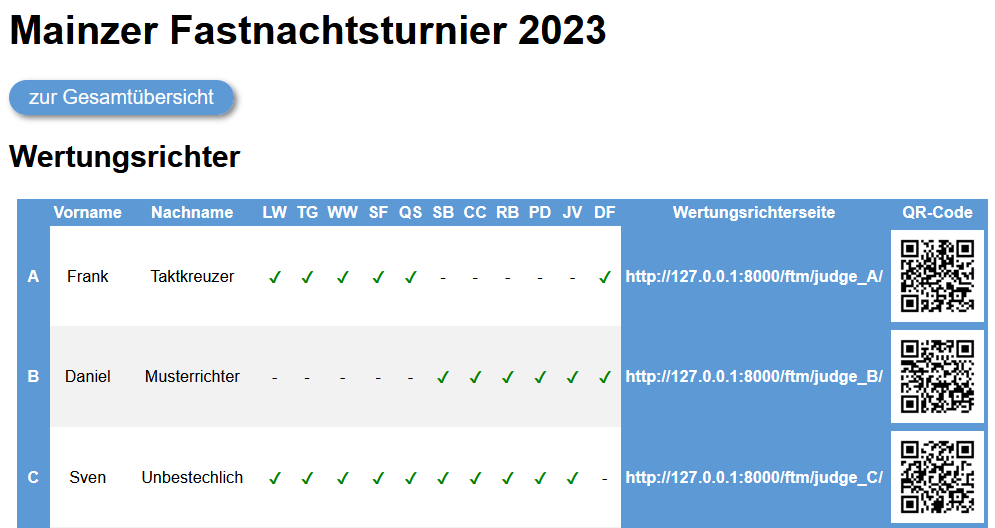 Mainzer Fastnachtsturnier 2023
zur Gesamtübersicht
Wertungsrichter
Vorname Nachname LW TG WW SF QS SB CC RB PD JV DF Wertungsrichterseite QR-Code
A Frank Taktkreuzer ✓ ✓ ✓ ✓ ✓ - - - - - ✓ http://127.0.0.1:8000/ftm/judge_A/
B Daniel Musterrichter - - - - - ✓ ✓ ✓ ✓ ✓ ✓ http://127.0.0.1:8000/ftm/judge_B/
C Sven Unbestechlich ✓ ✓ ✓ ✓ ✓ ✓ ✓ ✓ ✓ ✓ - http://127.0.0.1:8000/ftm/judge_C/